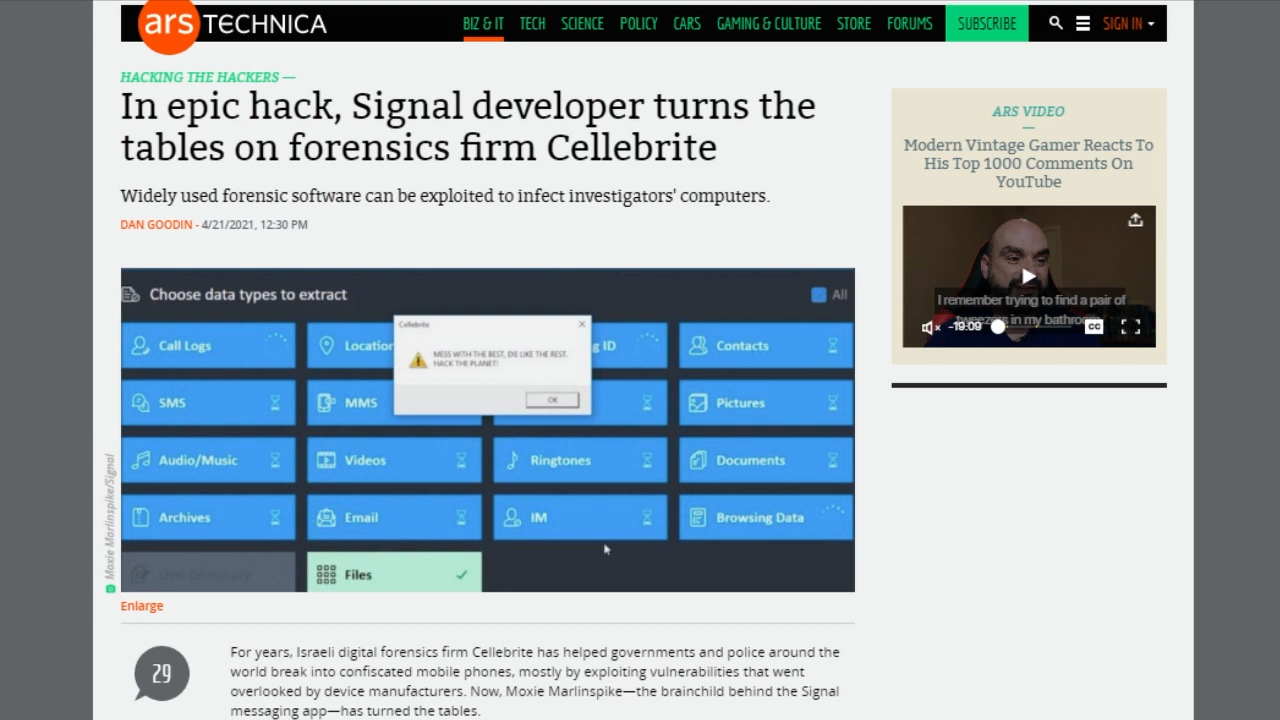 ars TECHNICA
BIZ & IT TECH SCIENCE POLICY CARS GAMING & CULTURE STORE FORUMS SUBSCRIBE SIGN IN
HACKING THE HACKERS —
In epic hack, Signal developer turns the
tables on forensics firm Cellebrite
Widely used forensic software can be exploited to infect investigators' computers.
DAN GOODIN - 4/21/2021, 12:30 PM
Choose data types to extract All
Call Logs
Location
g ID
Contacts
Cellebrite
MESS WITH THE BEST, DIE LIKE THE REST.
HACK THE PLANET!
OK
SMS
MMS
Pictures
Audio/Music
Videos
Ringtones
Documents
Archives
Email
IM
Browsing Data
User Dictionary
Files
Moxie Marlinspike/Signal
Enlarge
29
For years, Israeli digital forensics firm Cellebrite has helped governments and police around the
world break into confiscated mobile phones, mostly by exploiting vulnerabilities that went
overlooked by device manufacturers. Now, Moxie Marlinspike—the brainchild behind the Signal
messaging app—has turned the tables.
ARS VIDEO
—
Modern Vintage Gamer Reacts To
His Top 1000 Comments On
YouTube
I remember trying to find a pair of
tweezers in my bathroom
-19:09
CC